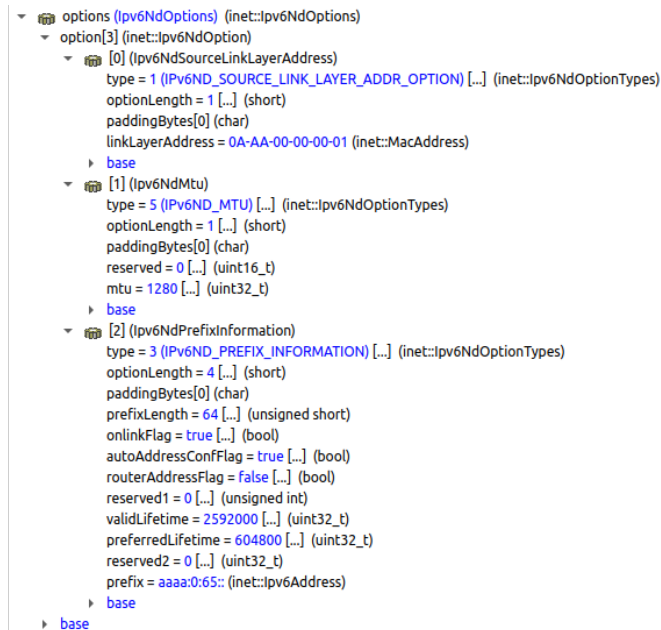 options (Ipv6NdOptions) (inet::Ipv6NdOptions)
option[3] (inet::Ipv6NdOption)
[0] (Ipv6NdSourceLinkLayerAddress)
type = 1 (IPv6ND_SOURCE_LINK_LAYER_ADDR_OPTION) [...] (inet::Ipv6NdOptionTypes)
optionLength = 1 [...] (short)
paddingBytes[0] (char)
linkLayerAddress = 0A-AA-00-00-00-01 (inet::MacAddress)
base
[1] (Ipv6NdMtu)
type = 5 (IPv6ND_MTU) [...] (inet::Ipv6NdOptionTypes)
optionLength = 1 [...] (short)
paddingBytes[0] (char)
reserved = 0 [...] (uint16_t)
mtu = 1280 [...] (uint32_t)
base
[2] (Ipv6NdPrefixInformation)
type = 3 (IPv6ND_PREFIX_INFORMATION) [...] (inet::Ipv6NdOptionTypes)
optionLength = 4 [...] (short)
paddingBytes[0] (char)
prefixLength = 64 [...] (unsigned short)
onlinkFlag = true [...] (bool)
autoAddressConfFlag = true [...] (bool)
routerAddressFlag = false [...] (bool)
reserved1 = 0 [...] (unsigned int)
validLifetime = 2592000 [...] (uint32_t)
preferredLifetime = 604800 [...] (uint32_t)
reserved2 = 0 [...] (uint32_t)
prefix = aaaa:0:65:: (inet::Ipv6Address)
base
base